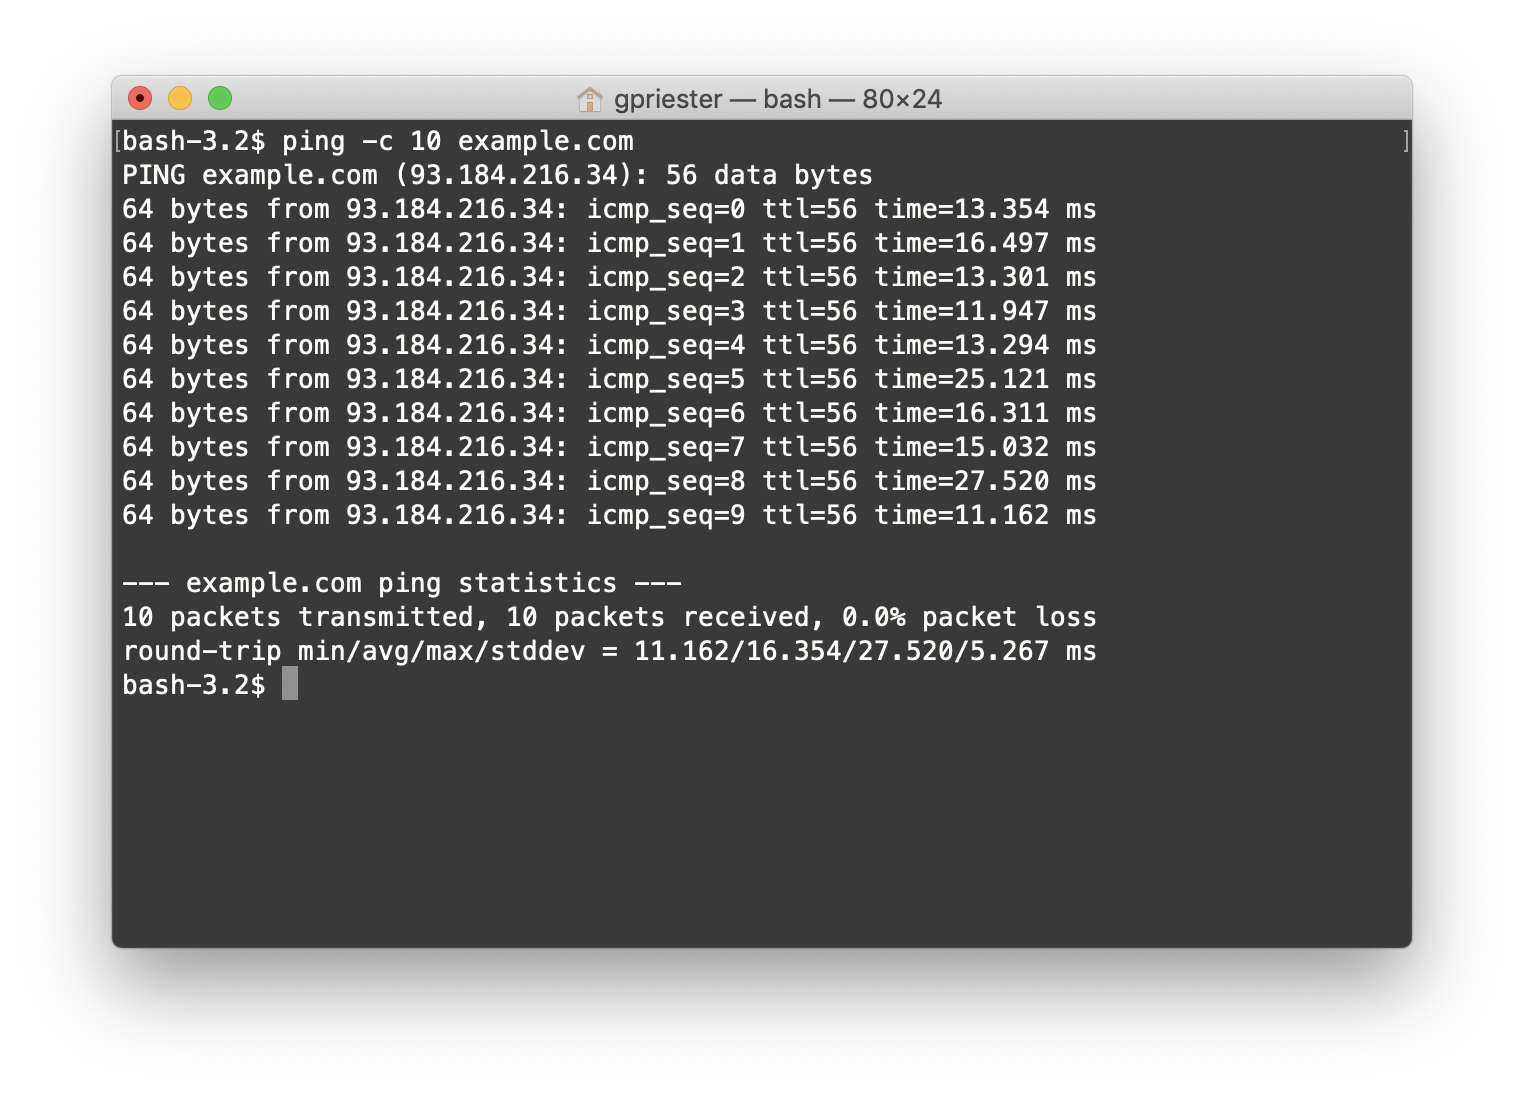 gpriester — bash — 80×24
[bash-3.2$ ping -c 10 example.com ]
PING example.com (93.184.216.34): 56 data bytes
64 bytes from 93.184.216.34: icmp_seq=0 ttl=56 time=13.354 ms
64 bytes from 93.184.216.34: icmp_seq=1 ttl=56 time=16.497 ms
64 bytes from 93.184.216.34: icmp_seq=2 ttl=56 time=13.301 ms
64 bytes from 93.184.216.34: icmp_seq=3 ttl=56 time=11.947 ms
64 bytes from 93.184.216.34: icmp_seq=4 ttl=56 time=13.294 ms
64 bytes from 93.184.216.34: icmp_seq=5 ttl=56 time=25.121 ms
64 bytes from 93.184.216.34: icmp_seq=6 ttl=56 time=16.311 ms
64 bytes from 93.184.216.34: icmp_seq=7 ttl=56 time=15.032 ms
64 bytes from 93.184.216.34: icmp_seq=8 ttl=56 time=27.520 ms
64 bytes from 93.184.216.34: icmp_seq=9 ttl=56 time=11.162 ms

--- example.com ping statistics ---
10 packets transmitted, 10 packets received, 0.0% packet loss
round-trip min/avg/max/stddev = 11.162/16.354/27.520/5.267 ms
bash-3.2$